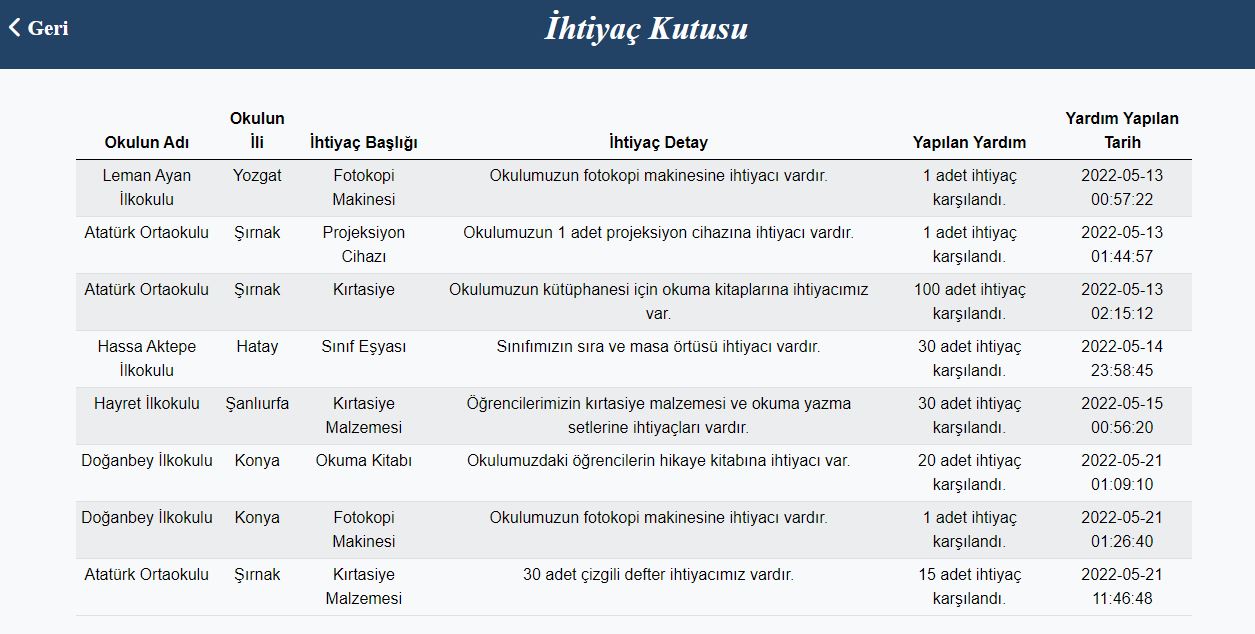 Geri
İhtiyaç Kutusu
Okulun Adı
Okulun
İli
İhtiyaç Başlığı
İhtiyaç Detay
Yapılan Yardım
Yardım Yapılan
Tarih
Leman Ayan
İlkokulu
Yozgat
Fotokopi
Makinesi
Okulumuzun fotokopi makinesine ihtiyacı vardır.
1 adet ihtiyaç
karşılandı.
2022-05-13
00:57:22
Atatürk Ortaokulu
Şırnak
Projeksiyon
Cihazı
Okulumuzun 1 adet projeksiyon cihazına ihtiyacı vardır.
1 adet ihtiyaç
karşılandı.
2022-05-13
01:44:57
Atatürk Ortaokulu
Şırnak
Kırtasiye
Okulumuzun kütüphanesi için okuma kitaplarına ihtiyacımız
var.
100 adet ihtiyaç
karşılandı.
2022-05-13
02:15:12
Hassa Aktepe
İlkokulu
Hatay
Sınıf Eşyası
Sınıfımızın sıra ve masa örtüsü ihtiyacı vardır.
30 adet ihtiyaç
karşılandı.
2022-05-14
23:58:45
Hayret İlkokulu
Şanlıurfa
Kırtasiye
Malzemesi
Öğrencilerimizin kırtasiye malzemesi ve okuma yazma
setlerine ihtiyaçları vardır.
30 adet ihtiyaç
karşılandı.
2022-05-15
00:56:20
Doğanbey İlkokulu
Konya
Okuma Kitabı
Okulumuzdaki öğrencilerin hikaye kitabına ihtiyacı var.
20 adet ihtiyaç
karşılandı.
2022-05-21
01:09:10
Doğanbey İlkokulu
Konya
Fotokopi
Makinesi
Okulumuzun fotokopi makinesine ihtiyacı vardır.
1 adet ihtiyaç
karşılandı.
2022-05-21
01:26:40
Atatürk Ortaokulu
Şırnak
Kırtasiye
Malzemesi
30 adet çizgili defter ihtiyacımız vardır.
15 adet ihtiyaç
karşılandı.
2022-05-21
11:46:48